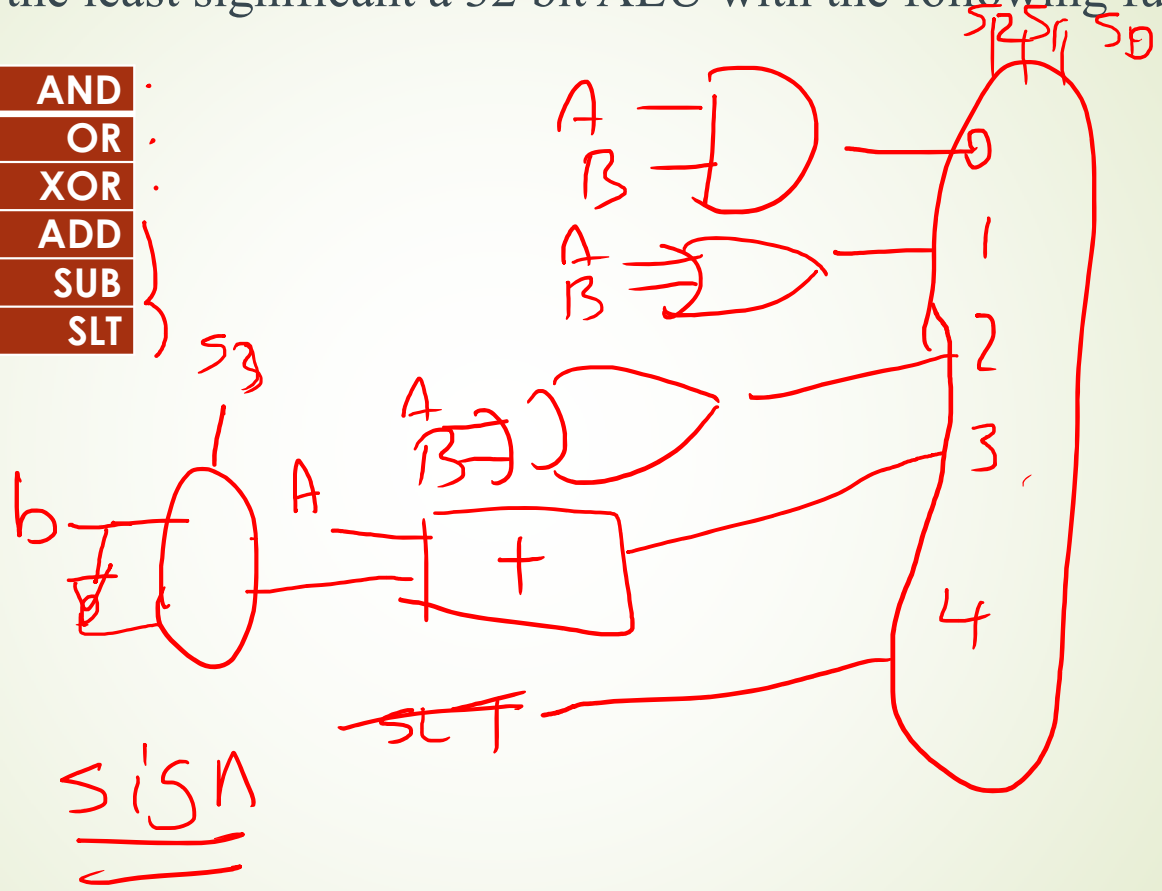 the least significant a 32-bit ALU with the following fu
S2 S1 S0
AND
OR
XOR
ADD
SUB
SLT
A
B
0
A
B
1
2
S3
A
B
3
b
A
+
4
SLT
sign